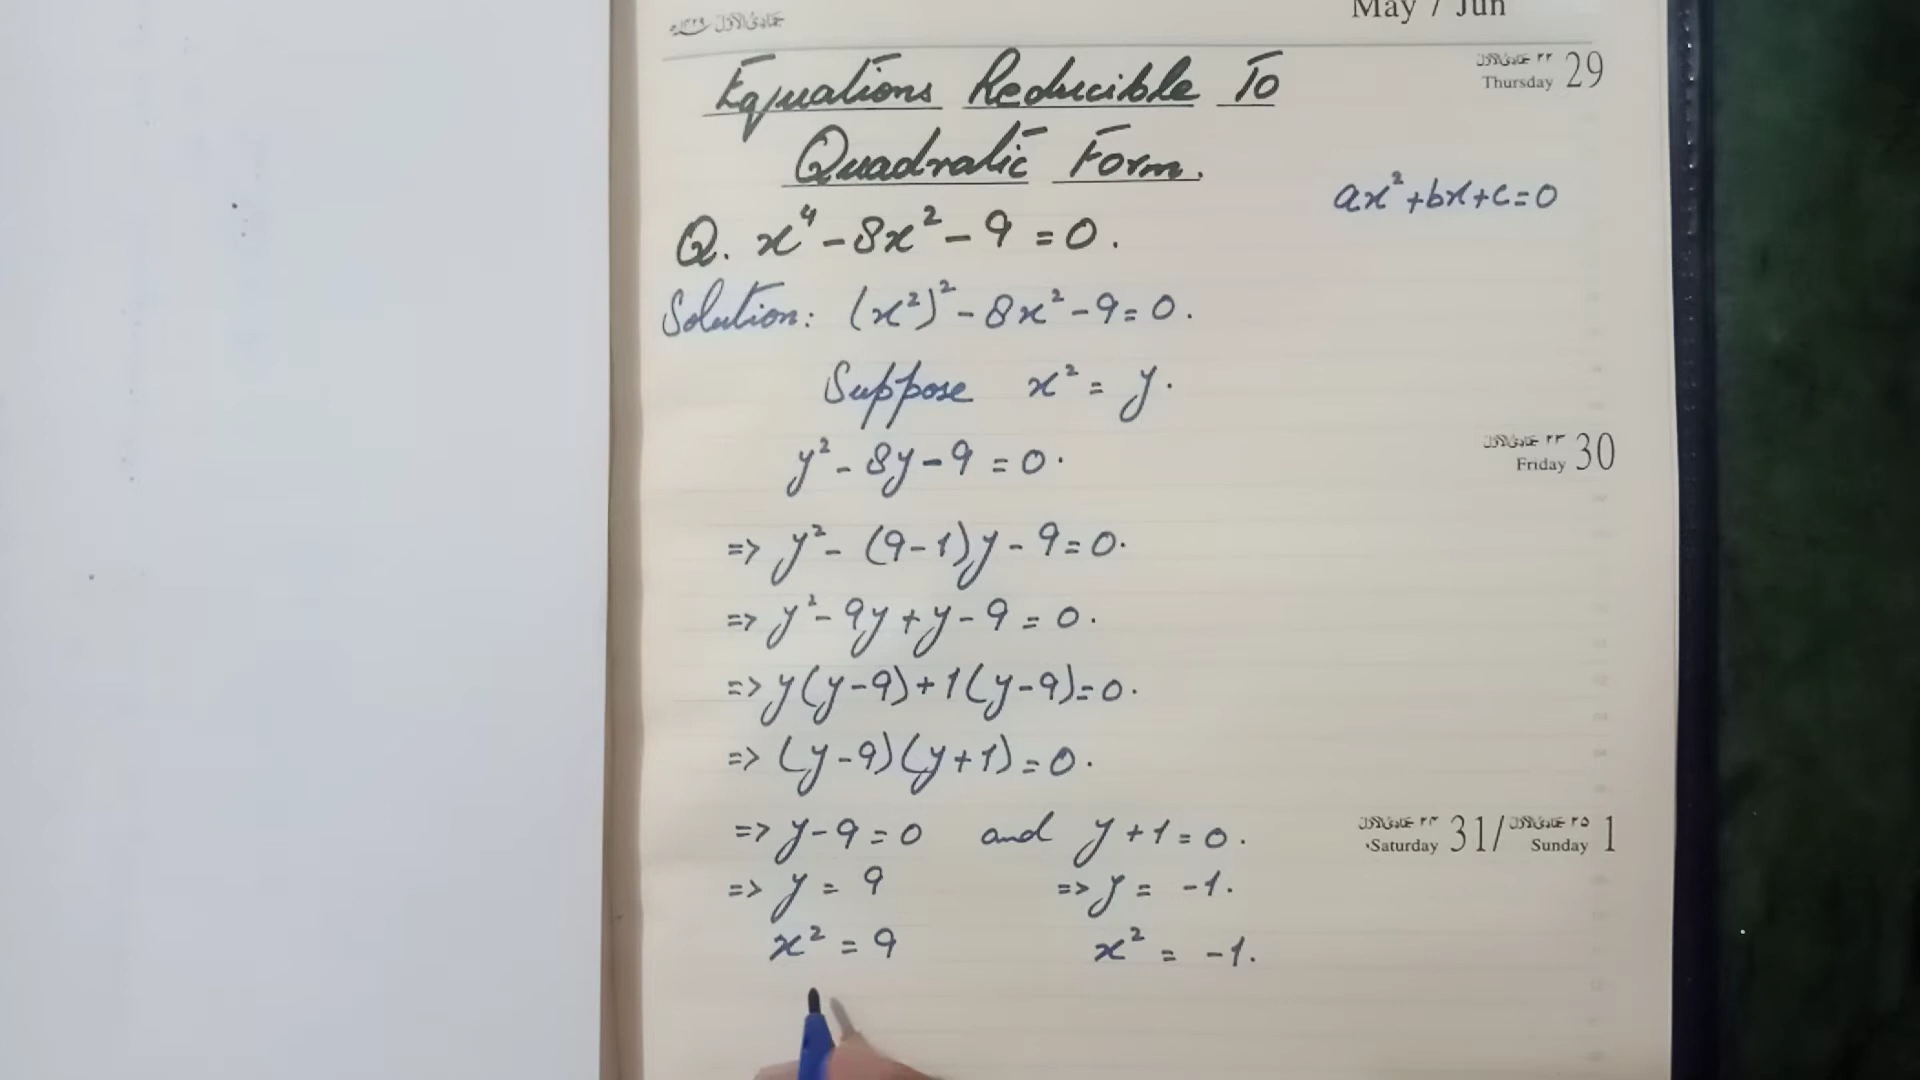 May / Jun
Equations Reducible To
Thursday 29
Quadratic Form.
ax²+bx+c=0
Q. x⁴-8x²-9=0.
Solution: (x²)²-8x²-9=0.
Suppose x²=y.
y²-8y-9=0.
Friday 30
=> y²-(9-1)y-9=0.
=> y²-9y+y-9=0.
=> y(y-9)+1(y-9)=0.
=> (y-9)(y+1)=0.
=> y-9=0 and y+1=0.
Saturday 31/ Sunday 1
=> y = 9 => y = -1.
x² = 9 x² = -1.